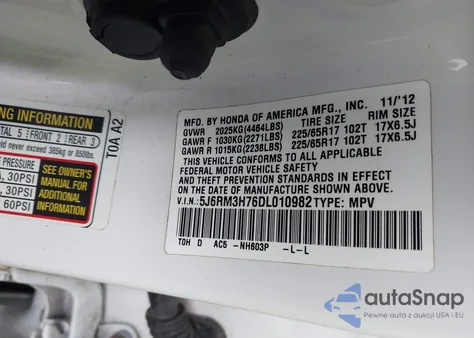 NG INFORMATION
TOTAL 5 FRONT 2 REAR 3
exceed 385kg or 850lbs.
PRESSURE
, 30PSI
, 30PSI
60PSI
SEE OWNER'S
MANUAL FOR
ADDITIONAL
INFORMATION
T0A A2
MFD. BY HONDA OF AMERICA MFG., INC. 11/'12
GVWR 2025KG(4464LBS) TIRE SIZE RIM SIZE
GAWR F 1030KG(2271LBS) 225/65R17 102T 17X6.5J
GAWR R 1015KG(2238LBS) 225/65R17 102T 17X6.5J
THIS VEHICLE CONFORMS TO ALL APPLICABLE
FEDERAL MOTOR VEHICLE SAFETY
AND THEFT PREVENTION STANDARDS IN EFFECT
ON THE DATE OF MANUFACTURE SHOWN ABOVE.
V.I.N.: 5J6RM3H76DL010982 TYPE: MPV
T0H D AC5 -NH603P -L-L
autaSnap
Pewne auta z aukcji USA i EU